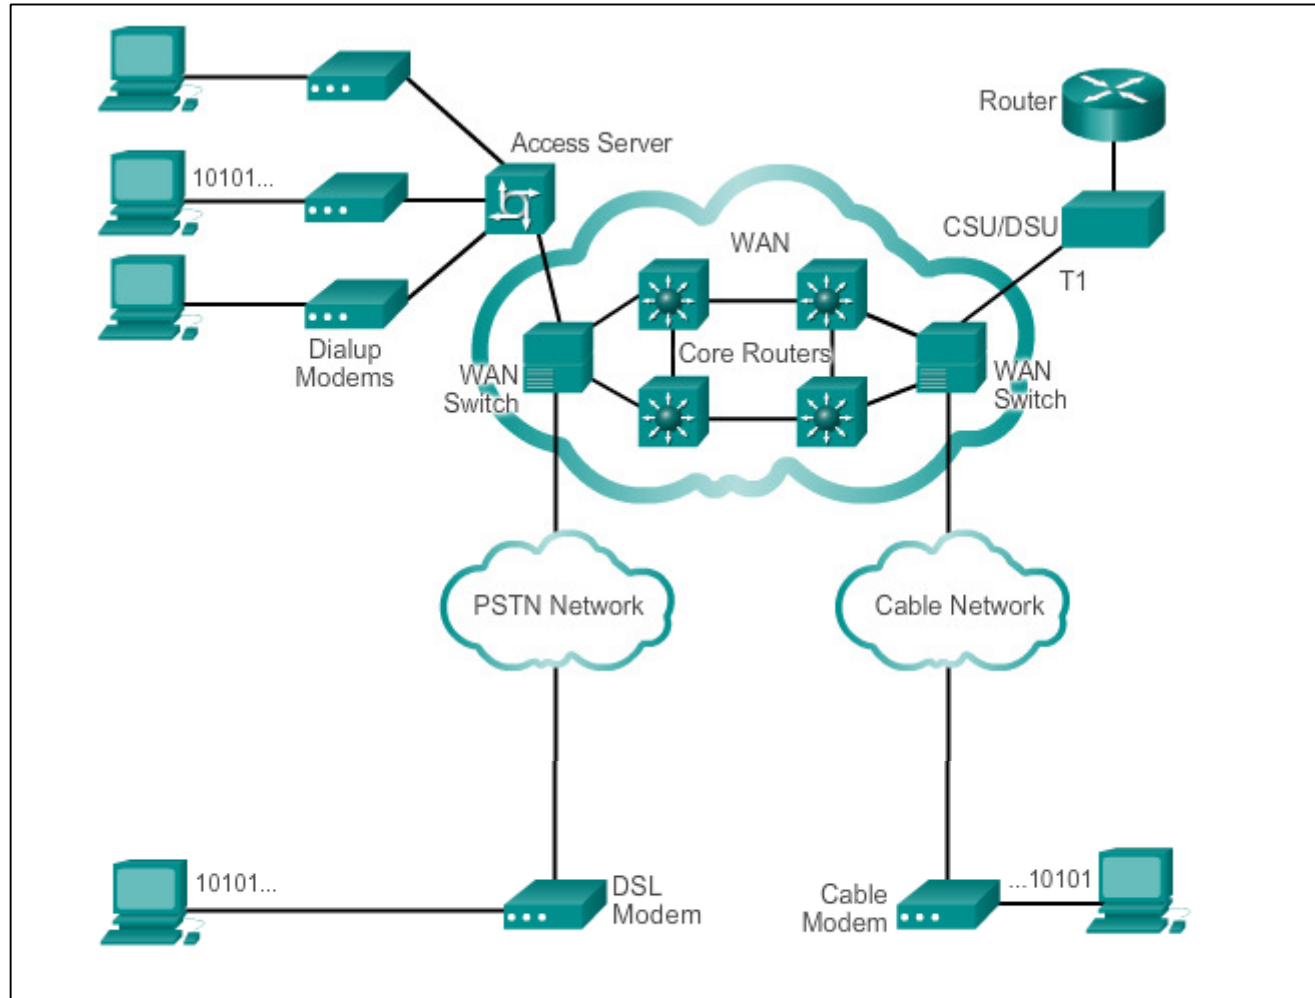 Access Server
Router
10101...
CSU/DSU
WAN
T1
Dialup
Modems
Core Routers
WAN
Switch
WAN
Switch
PSTN Network
Cable Network
10101...
DSL
Modem
Cable
Modem
...10101